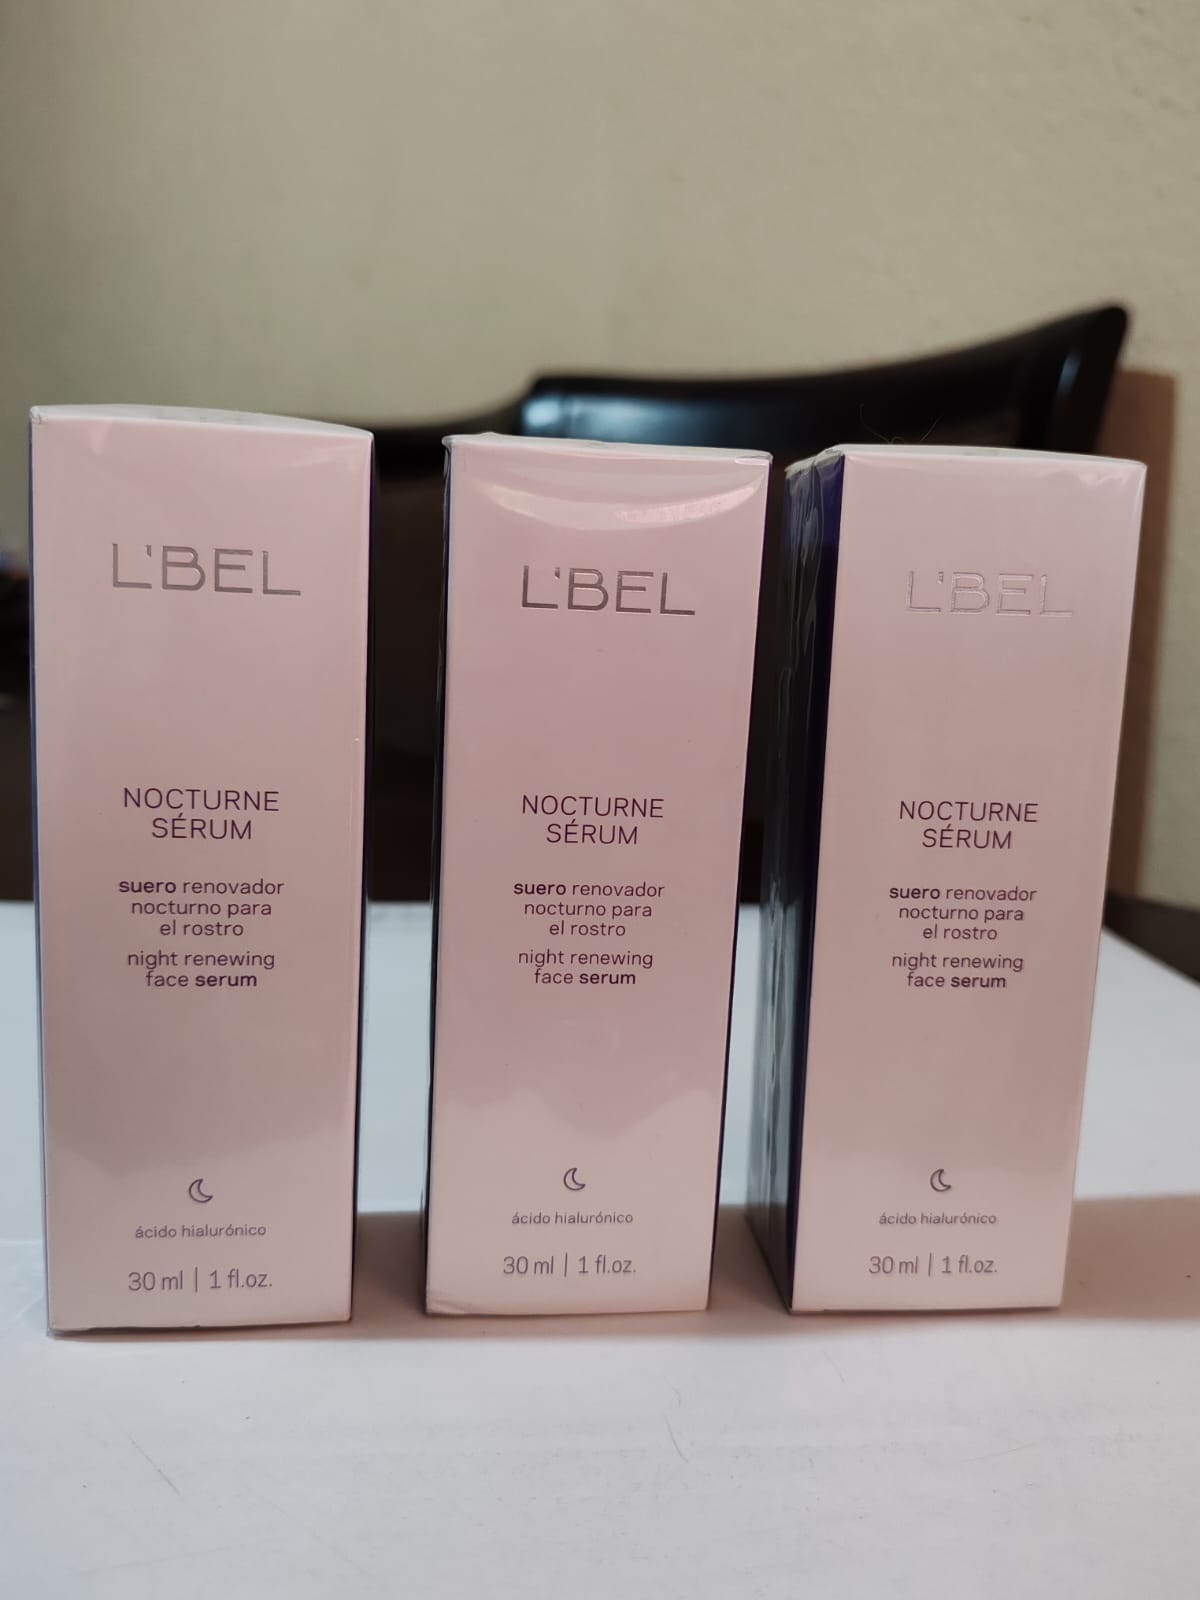 L'BEL
NOCTURNE
SÉRUM
suero renovador
nocturno para
el rostro
night renewing
face serum
ácido hialurónico
30 ml | 1 fl.oz.
L'BEL
NOCTURNE
SÉRUM
suero renovador
nocturno para
el rostro
night renewing
face serum
ácido hialurónico
30 ml | 1 fl.oz.
L'BEL
NOCTURNE
SÉRUM
suero renovador
nocturno para
el rostro
night renewing
face serum
ácido hialurónico
30 ml | 1 fl.oz.